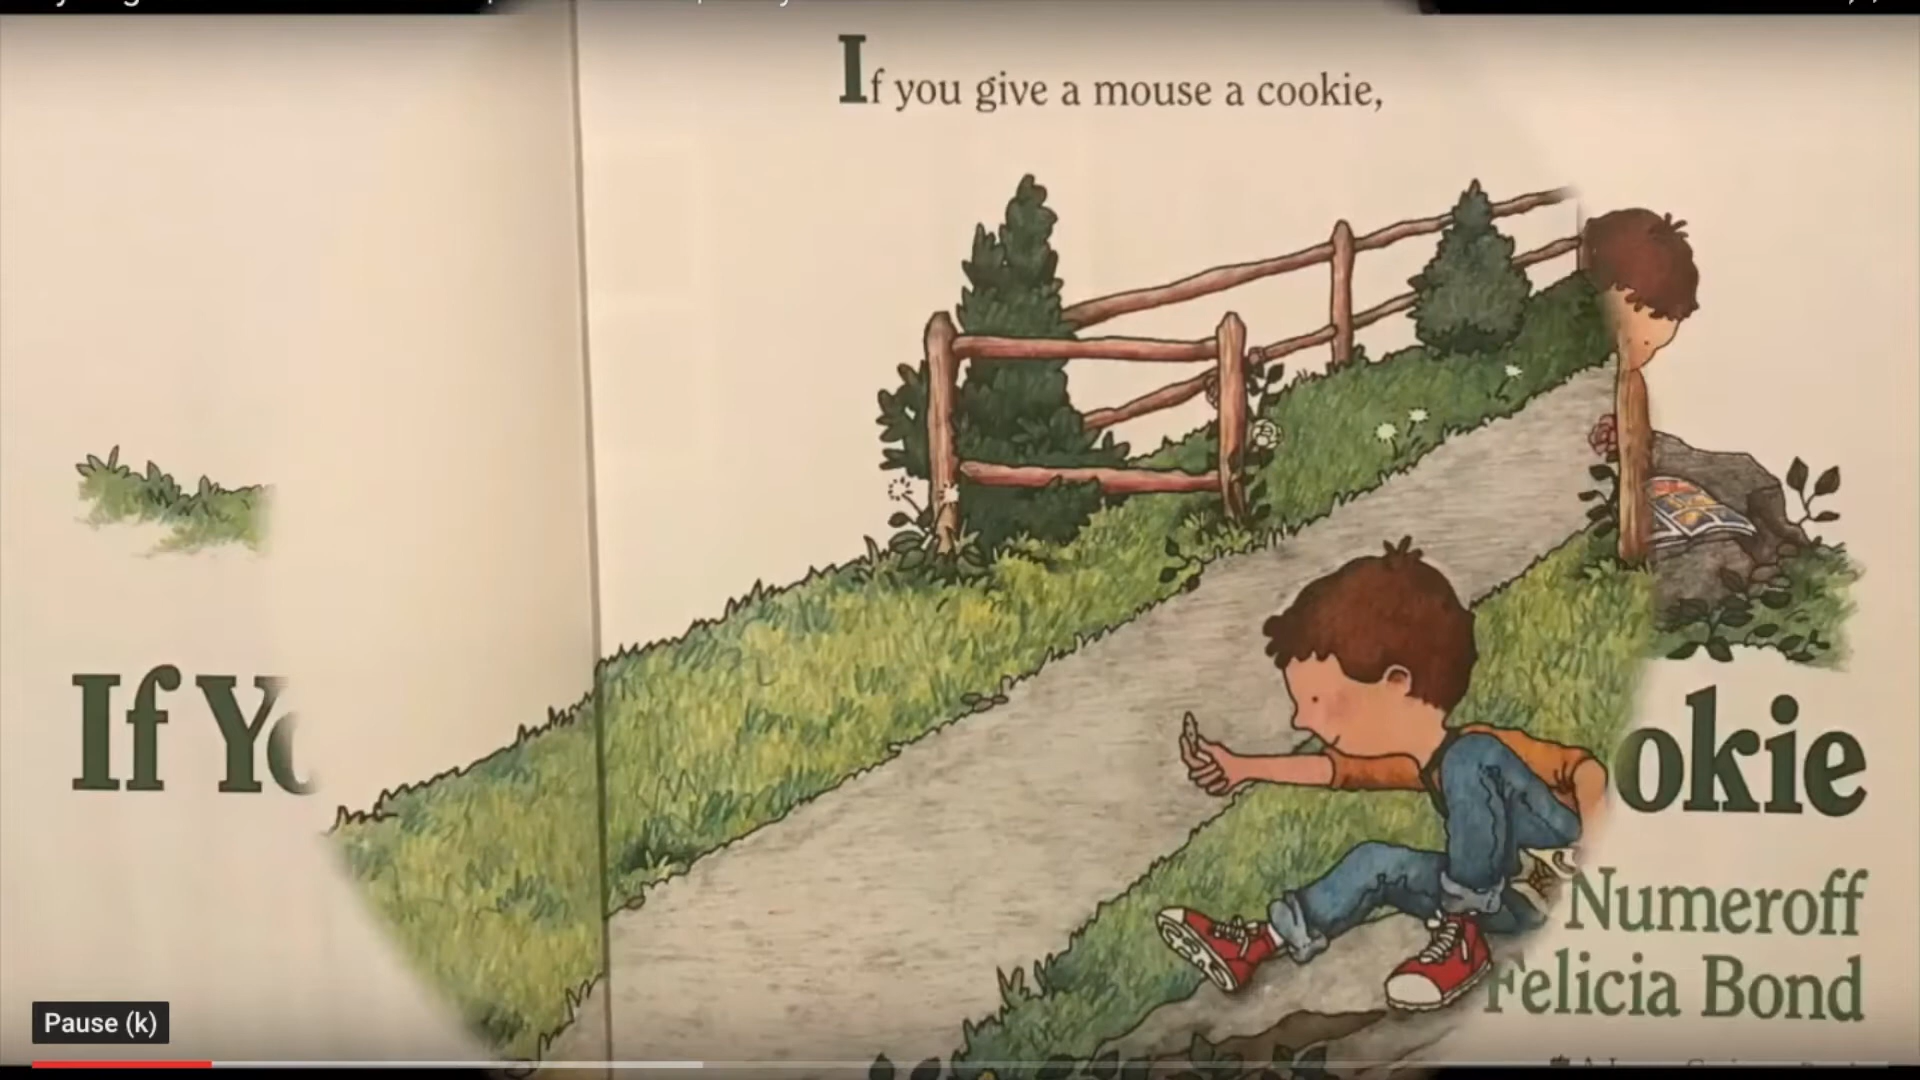 If you give a mouse a cookie,
If Yo
okie
Numeroff
Felicia Bond
Pause (k)